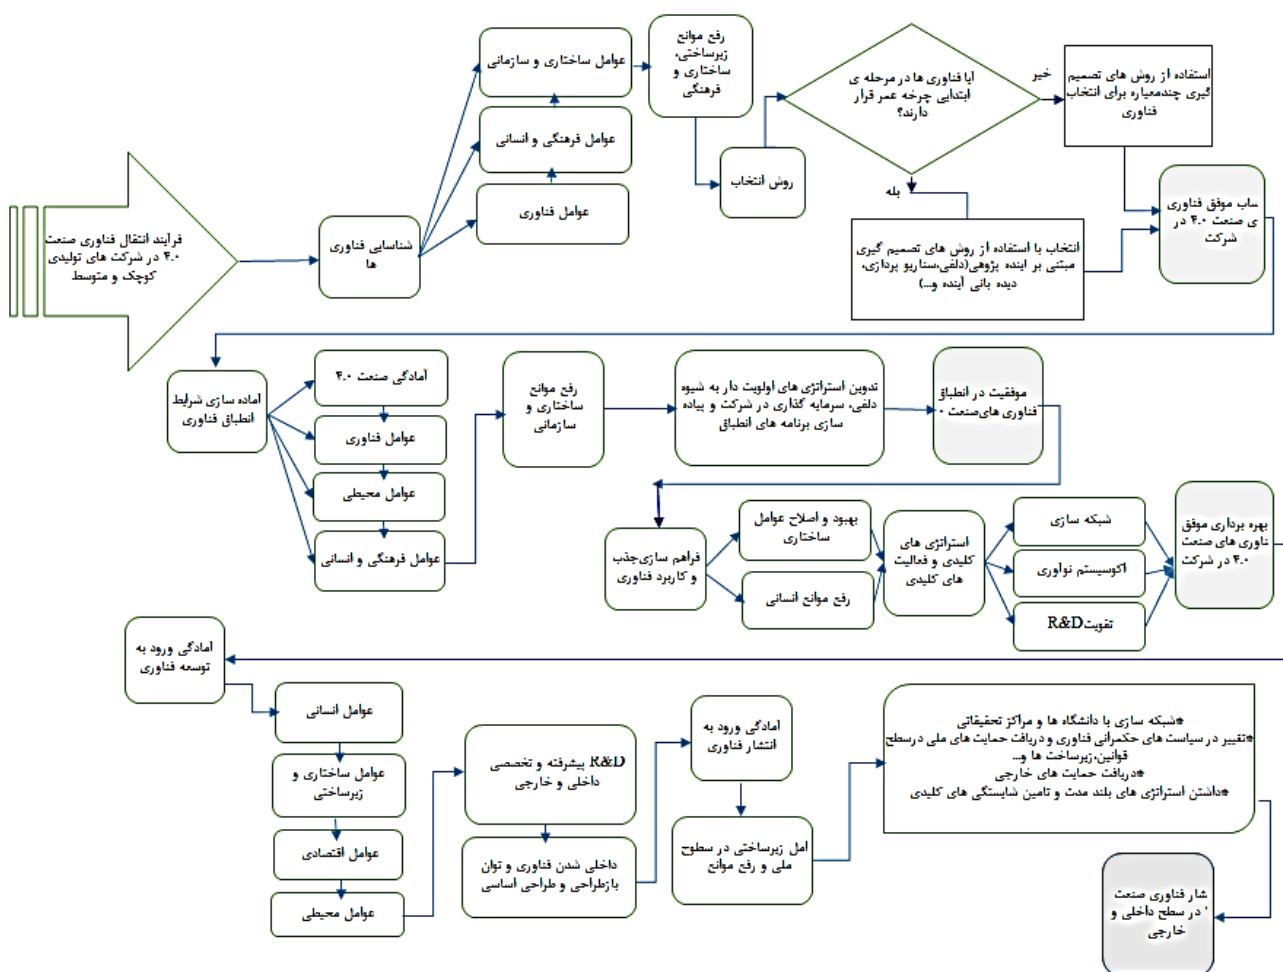 فرآیند انتقال فناوری صنعت
۴.۰ در شرکت های تولیدی
کوچک و متوسط
شناسایی فناوری
ها
عوامل ساختاری و سازمانی
عوامل فرهنگی و انسانی
عوامل فناوری
رفع موانع
زیرساختی،
ساختاری و
فرهنگی
روش انتخاب
آیا فناوری ها در مرحله ی
ابتدایی چرخه عمر قرار
دارند؟
خیر
بله
استفاده از روش های تصمیم
گیری چندمعیاره برای انتخاب
فناوری
انتخاب با استفاده از روش های تصمیم گیری
مبتنی بر آینده پژوهی(دلفی،سناریو پردازی،
دیده بانی آینده و...)
ساب موفق فناوری
ی صنعت ۴.۰ در
شرکت
آماده سازی شرایط
انطباق فناوری
آمادگی صنعت ۴.۰
عوامل فناوری
عوامل محیطی
عوامل فرهنگی و انسانی
رفع موانع
ساختاری و
سازمانی
تدوین استراتژی های اولویت دار به شیوه
دلفی، سرمایه گذاری در شرکت و پیاده
سازی برنامه های انطباق
موفقیت در انطباق
فناوری های صنعت ۰
فراهم سازی جذب
و کاربرد فناوری
بهبود و اصلاح عوامل
ساختاری
رفع موانع انسانی
استراتژی های
کلیدی و فعالیت
های کلیدی
شبکه سازی
اکوسیستم نوآوری
تقویت R&D
بهره برداری موفق
ناوری های صنعت
۴.۰ در شرکت
آمادگی ورود به
توسعه فناوری
عوامل انسانی
عوامل ساختاری و
زیرساختی
عوامل اقتصادی
عوامل محیطی
R&D پیشرفته و تخصصی
داخلی و خارجی
داخلی شدن فناوری و توان
بازطراحی و طراحی اساسی
آمادگی ورود به
انتشار فناوری
امل زیرساختی در سطوح
ملی و رفع موانع
*شبکه سازی با دانشگاه ها و مراکز تحقیقاتی
*تغییر در سیاست های حکمرانی فناوری و دریافت حمایت های ملی درسطح
قوانین،زیرساخت ها و...
*دریافت حمایت های خارجی
*داشتن استراتژی های بلند مدت و تامین شایستگی های کلیدی
شار فناوری صنعت
در سطح داخلی و
خارجی